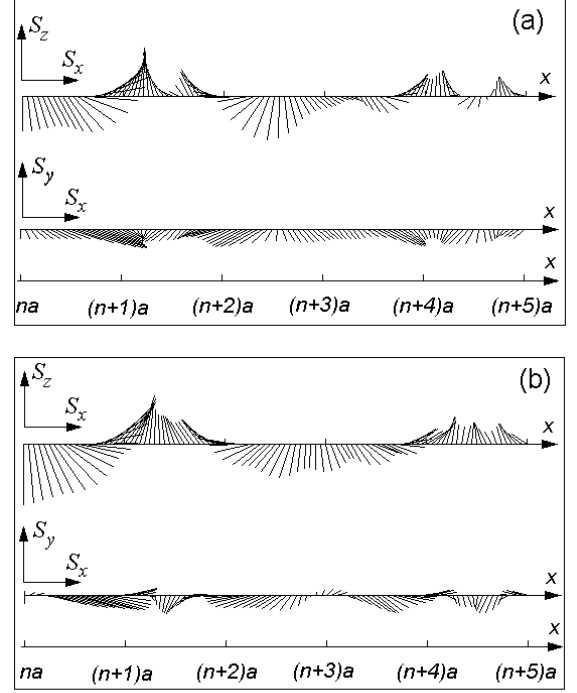 (a)
S_z
S_x
x
S_y
S_x
x
x
na (n+1)a (n+2)a (n+3)a (n+4)a (n+5)a
(b)
S_z
S_x
x
S_y
S_x
x
x
na (n+1)a (n+2)a (n+3)a (n+4)a (n+5)a